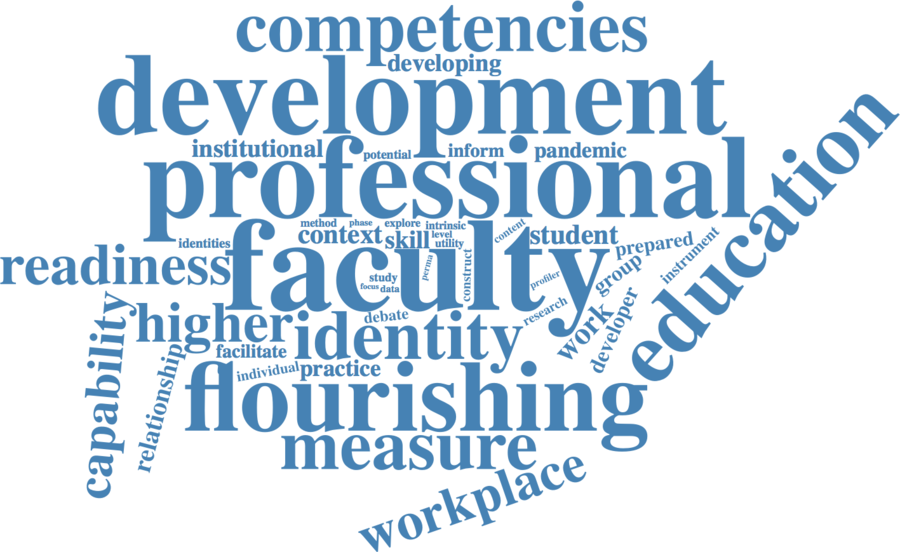 competencies
developing
development
institutional potential inform pandemic
professional
education
method phase explore intrinsic content
identities context skill level utility student prepared
faculty
readiness
perma construct
study
focus data
profiler group instrument
higher debate research work developer
identity
capability
relationship
facilitate
individual practice
flourishing
measure
workplace